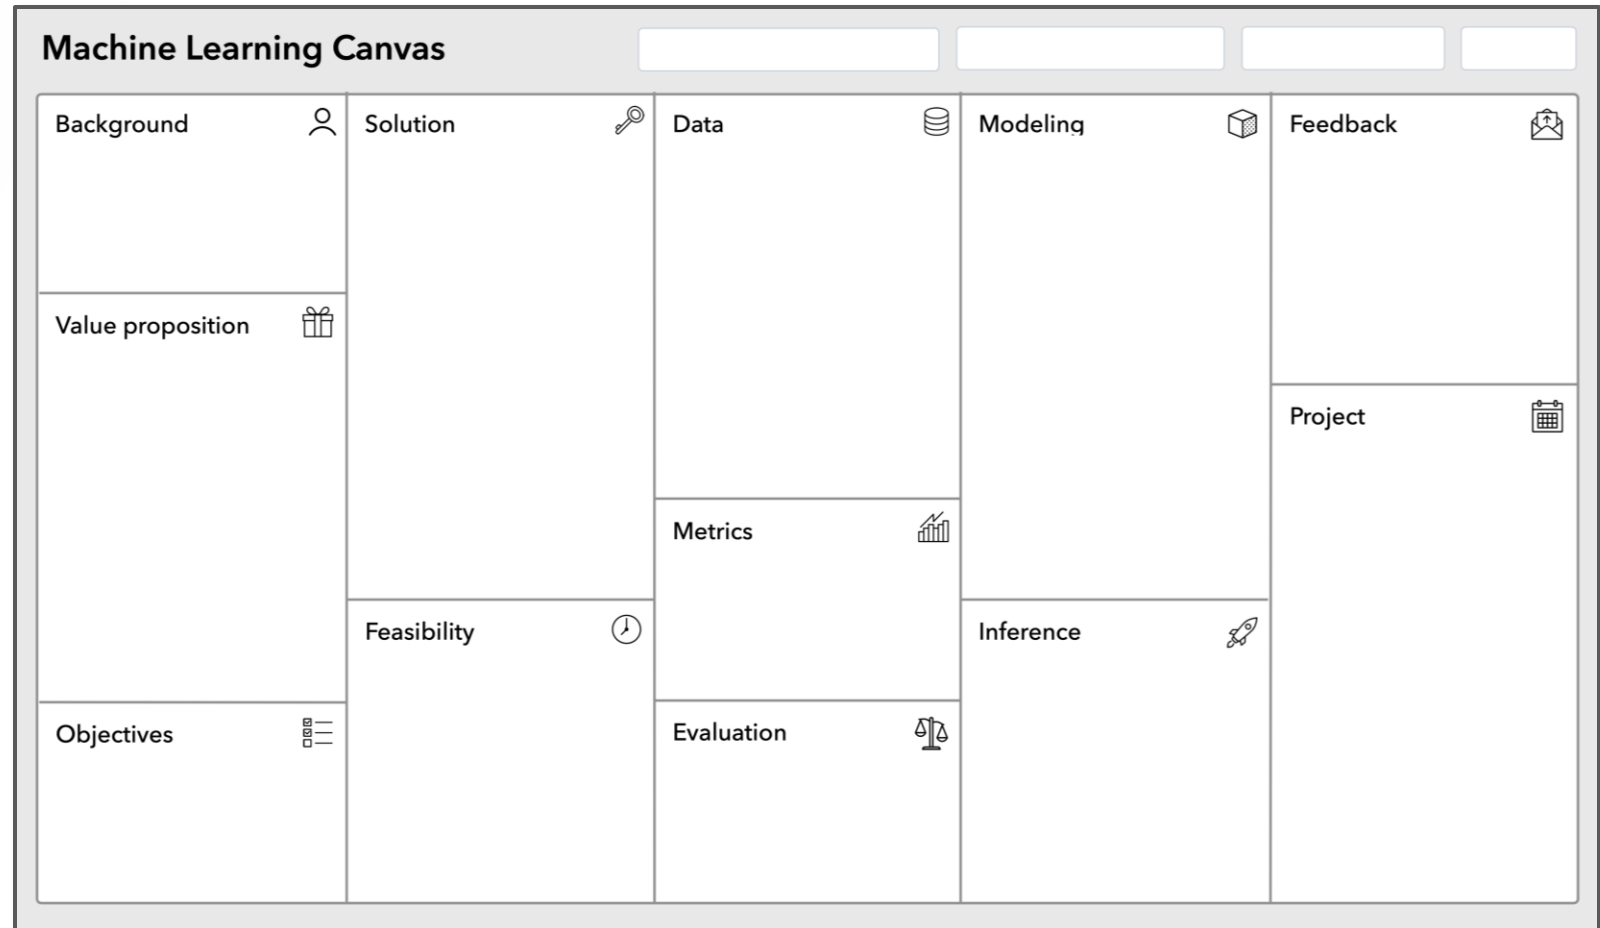 Machine Learning Canvas
Background
Value proposition
Objectives
Solution
Feasibility
Data
Metrics
Evaluation
Modeling
Inference
Feedback
Project